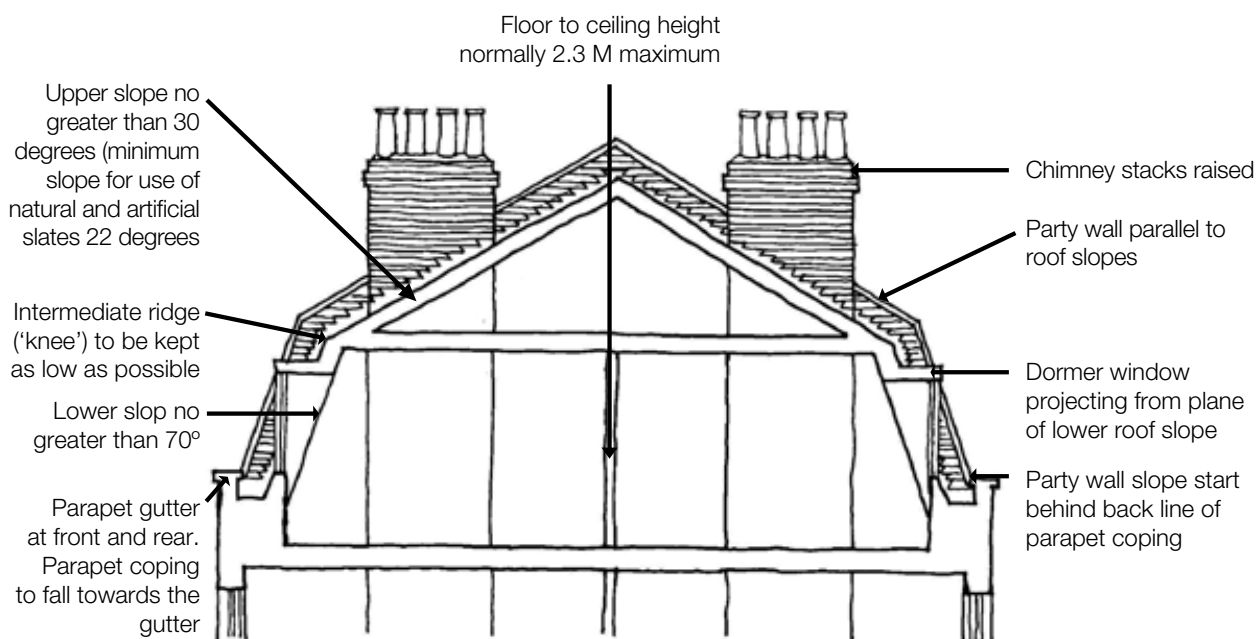 Floor to ceiling height
normally 2.3 M maximum
Upper slope no
greater than 30
degrees (minimum
slope for use of
natural and artificial
slates 22 degrees
Intermediate ridge
(‘knee’) to be kept
as low as possible
Lower slop no
greater than 70º
Parapet gutter
at front and rear.
Parapet coping
to fall towards the
gutter
Chimney stacks raised
Party wall parallel to
roof slopes
Dormer window
projecting from plane
of lower roof slope
Party wall slope start
behind back line of
parapet coping